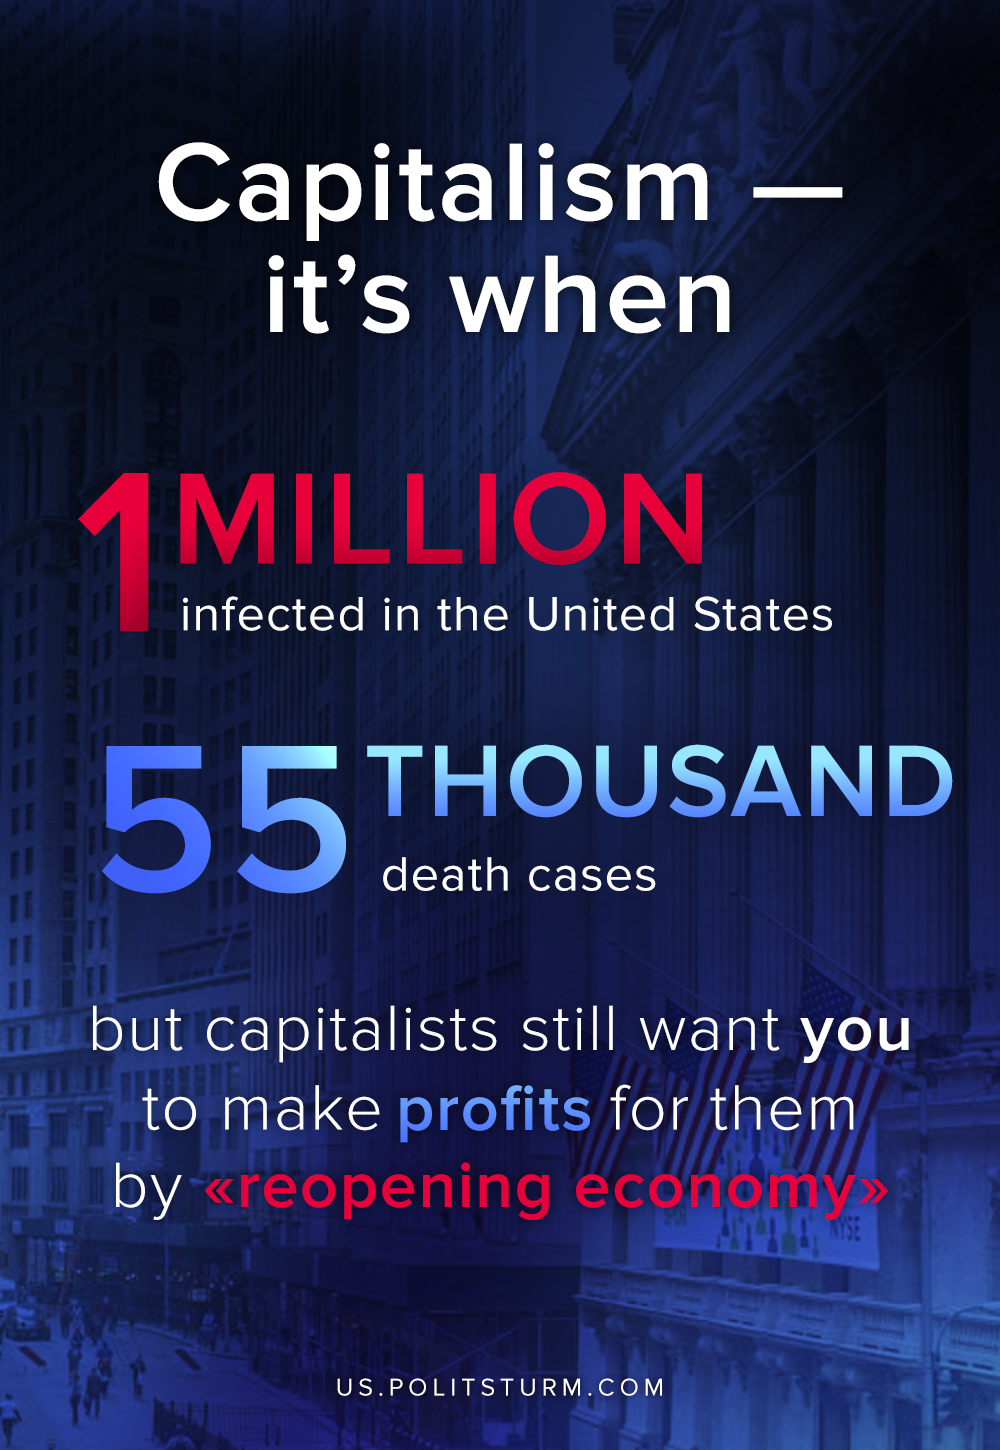 Capitalism —
it’s when
1 MILLION
infected in the United States
55 THOUSAND
death cases
but capitalists still want you
to make profits for them
by «reopening economy»
NYSE
US.POLITSTURM.COM